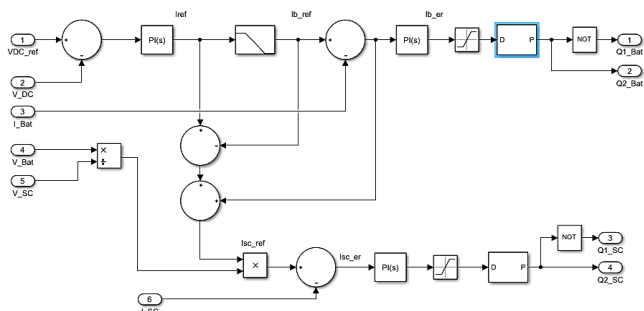 Iref
Ib_ref
Ib_er
1
VDC_ref
+
−
PI(s)
+
−
PI(s)
D P
NOT
1
Q1_Bat
2
Q2_Bat
2
V_DC
3
I_Bat
+
−
4
V_Bat
×
÷
5
V_SC
+
+
Isc_ref
×
+
−
Isc_er
PI(s)
D P
NOT
3
Q1_SC
4
Q2_SC
6
I_SC